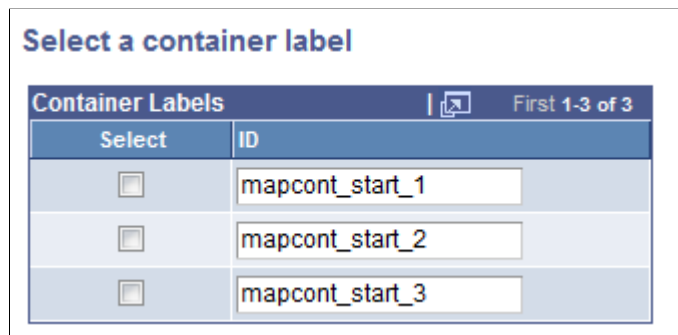 Select a container label
Container Labels | First 1-3 of 3
Select ID
mapcont_start_1
mapcont_start_2
mapcont_start_3